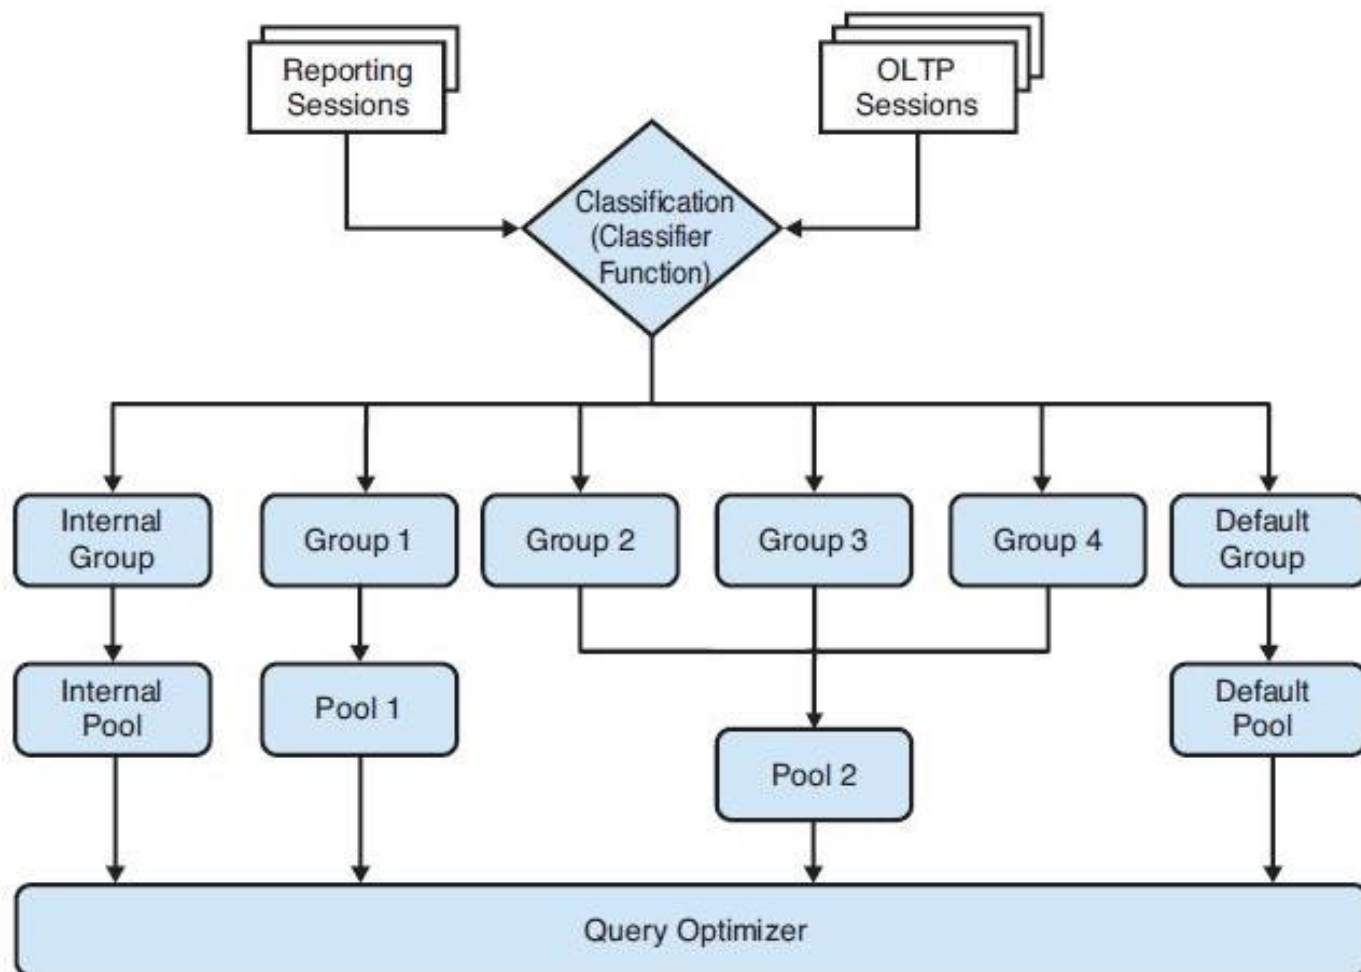 Reporting
Sessions
OLTP
Sessions
Classification
(Classifier
Function)
Internal
Group
Group 1
Group 2
Group 3
Group 4
Default
Group
Internal
Pool
Pool 1
Default
Pool
Pool 2
Query Optimizer